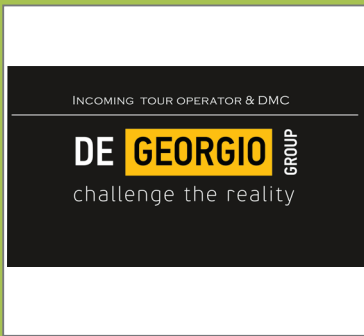 INCOMING TOUR OPERATOR & DMC
DE GEORGIO GROUP
challenge the reality